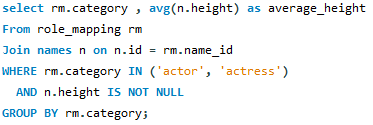 select rm.category , avg(n.height) as average_height
From role_mapping rm
Join names n on n.id = rm.name_id
WHERE rm.category IN ('actor', 'actress')
  AND n.height IS NOT NULL
GROUP BY rm.category;